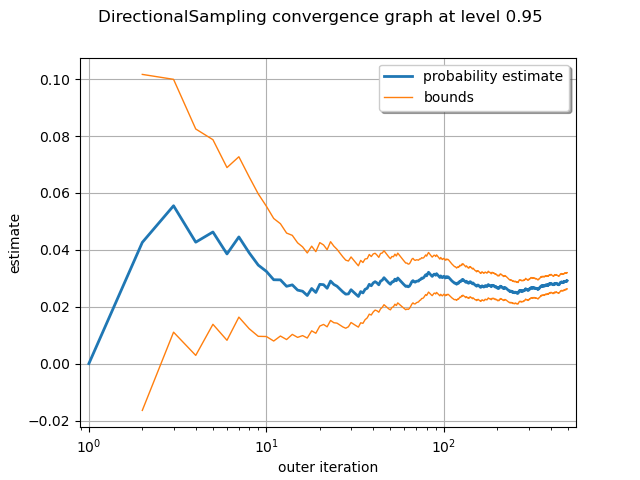 DirectionalSampling convergence graph at level 0.95
probability estimate
bounds
0.10
0.08
0.06
0.04
0.02
0.00
−0.02
estimate
10⁰
10¹
10²
outer iteration